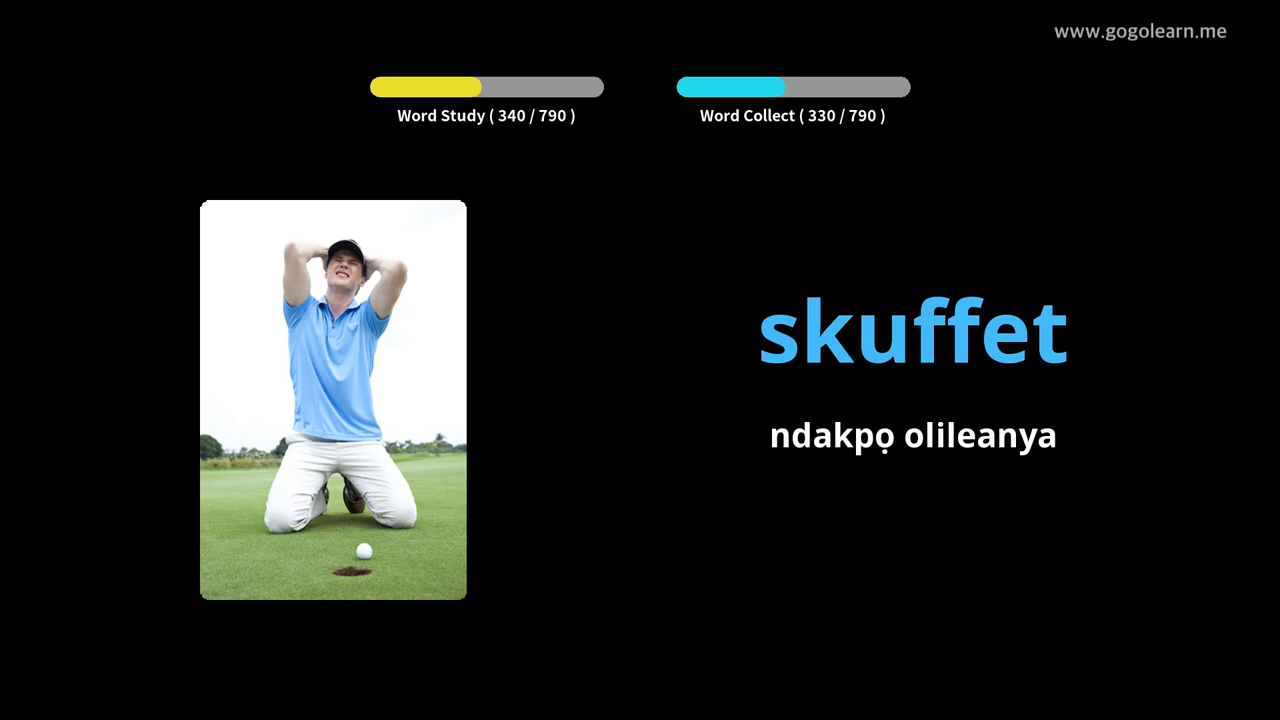 www.gogolearn.me
Word Study ( 340 / 790 )
Word Collect ( 330 / 790 )
skuffet
ndakpọ olileanya